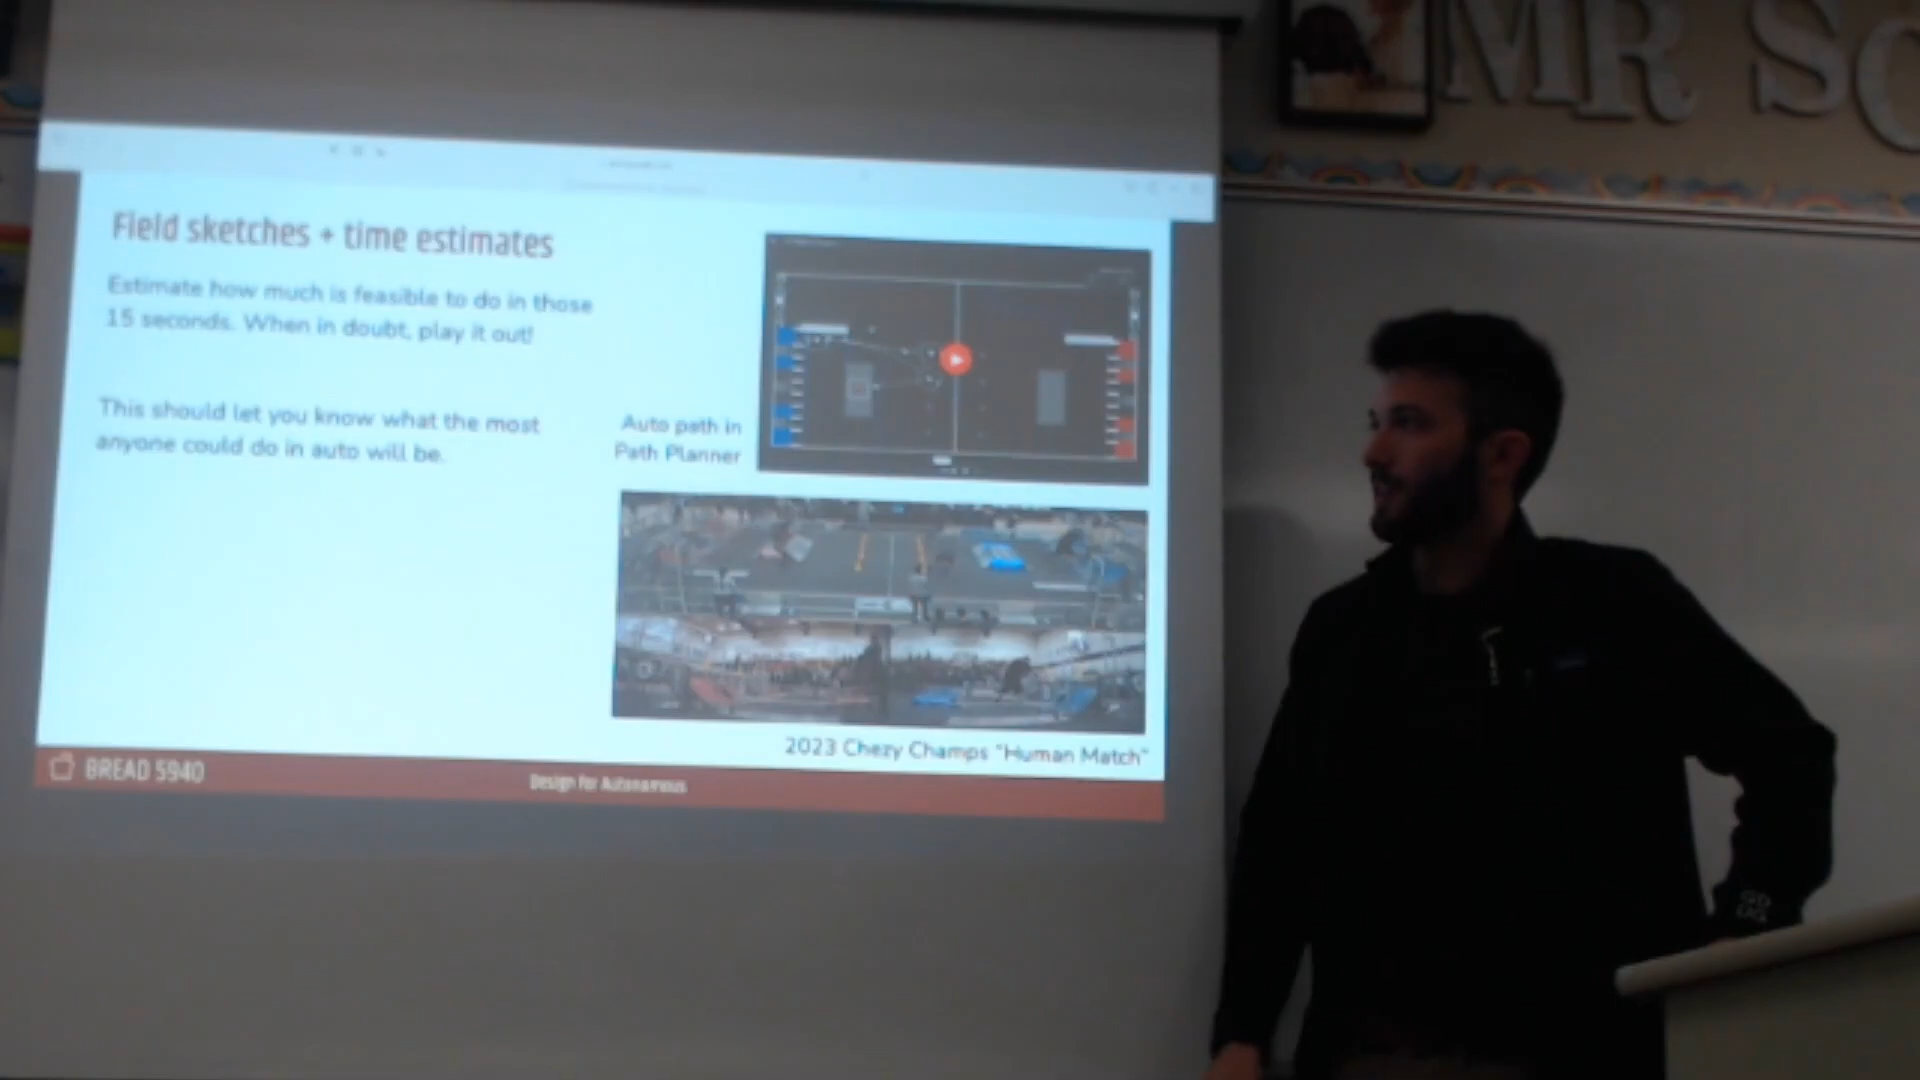 MR SC
Field sketches + time estimates
Estimate how much is feasible to do in those
15 seconds. When in doubt, play it out!
This should let you know what the most
anyone could do in auto will be.
Auto path in
Path Planner
2023 Chezy Champs "Human Match"
BREAD 5940
Design for Autonomous